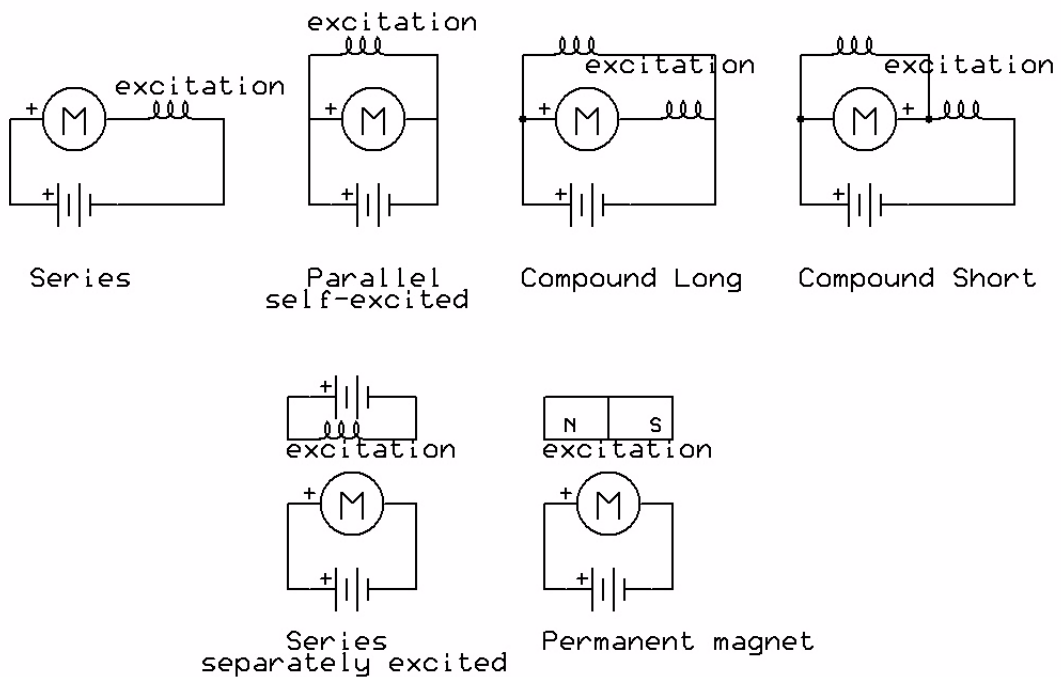 excitation
excitation
+ M
+ M
+
+
Series
Parallel
self-excited
excitation
+ M
+
Compound Long
excitation
M +
+
Compound Short
+
excitation
+ M
+
Series
separately excited
N S
excitation
+ M
+
Permanent magnet